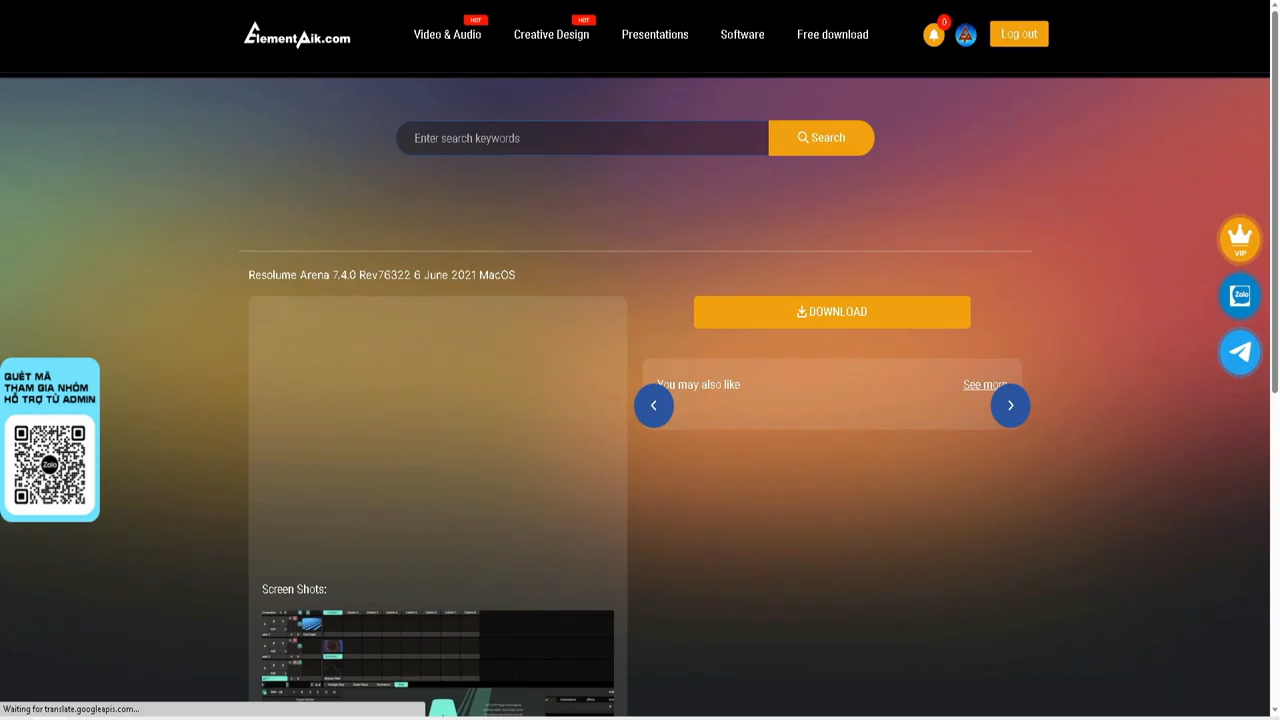 ElementAik.com
Video & Audio
HOT
Creative Design
HOT
Presentations
Software
Free download
0
Log out
Enter search keywords
Search
VIP
Zalo
Resolume Arena 7.4.0 Rev76322 6 June 2021 MacOS
DOWNLOAD
You may also like
See more
QUÉT MÃ
THAM GIA NHÓM
HỖ TRỢ TỪ ADMIN
Zalo
Screen Shots:
Waiting for translate.googleapis.com...